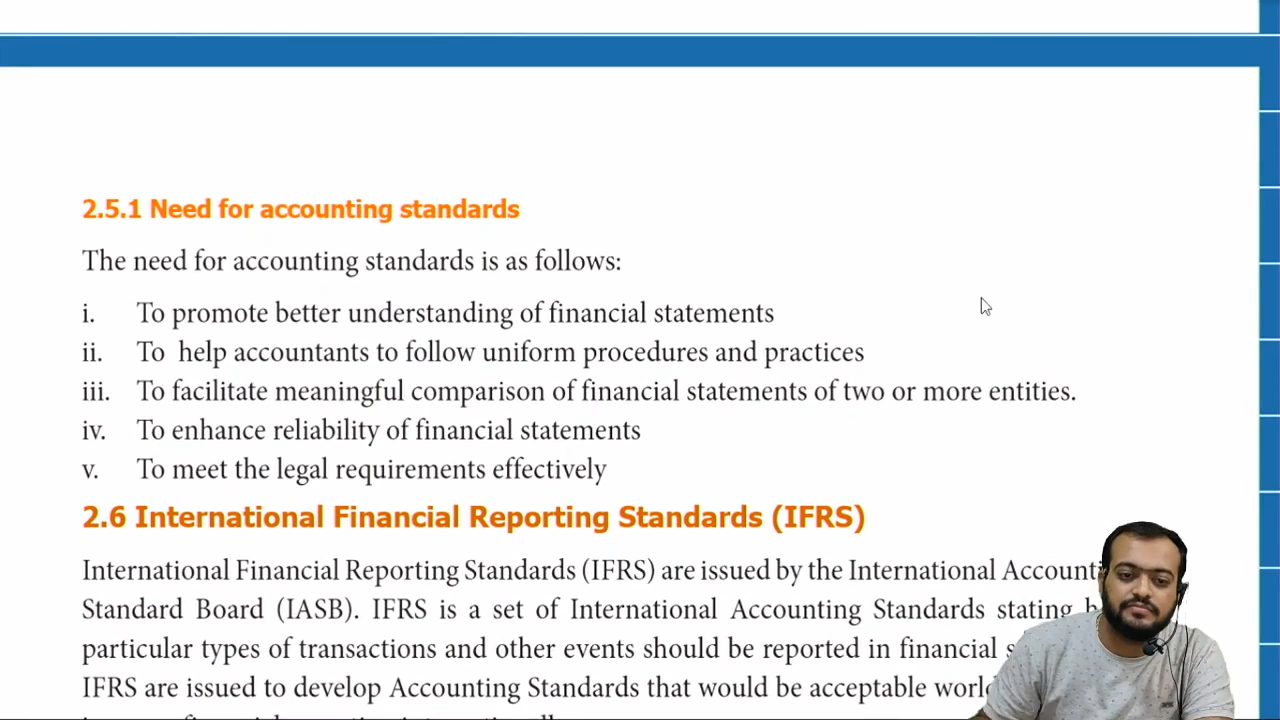 2.5.1 Need for accounting standards
The need for accounting standards is as follows:
i. To promote better understanding of financial statements
ii. To help accountants to follow uniform procedures and practices
iii. To facilitate meaningful comparison of financial statements of two or more entities.
iv. To enhance reliability of financial statements
v. To meet the legal requirements effectively
2.6 International Financial Reporting Standards (IFRS)
International Financial Reporting Standards (IFRS) are issued by the International
Standard Board (IASB). IFRS is a set of International Accounting Standards stating
particular types of transactions and other events should be reported in financial
IFRS are issued to develop Accounting Standards that would be acceptable